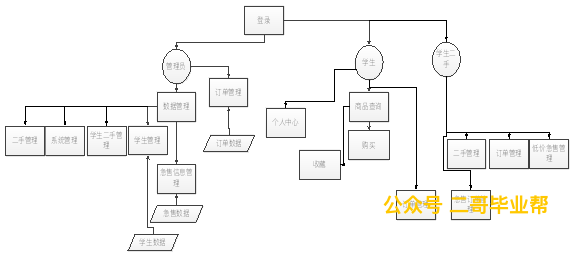 登录
管理员
学生
学生二
手
订单管理
数据管理
商品查询
个人中心
二手管理
系统管理
学生二手管
理
学生管理
订单数据
购买
二手管理
订单管理
低价急售管
理
收藏
急售信息管
理
急售数据
学生数据
公众号 二哥毕业帮